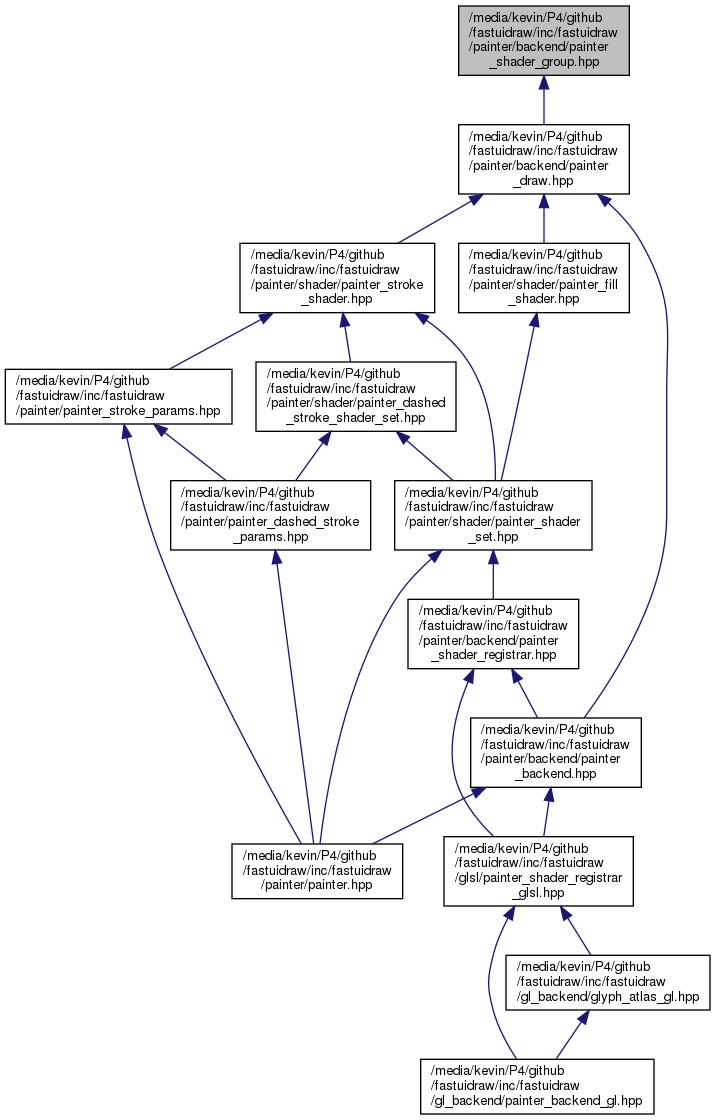 /media/kevin/P4/github
/fastuidraw/inc/fastuidraw
/painter/backend/painter
_shader_group.hpp
/media/kevin/P4/github
/fastuidraw/inc/fastuidraw
/painter/backend/painter
_draw.hpp
/media/kevin/P4/github
/fastuidraw/inc/fastuidraw
/painter/shader/painter_stroke
_shader.hpp
/media/kevin/P4/github
/fastuidraw/inc/fastuidraw
/painter/shader/painter_fill
_shader.hpp
/media/kevin/P4/github
/fastuidraw/inc/fastuidraw
/painter/painter_stroke_params.hpp
/media/kevin/P4/github
/fastuidraw/inc/fastuidraw
/painter/shader/painter_dashed
_stroke_shader_set.hpp
/media/kevin/P4/github
/fastuidraw/inc/fastuidraw
/painter/painter_dashed_stroke
_params.hpp
/media/kevin/P4/github
/fastuidraw/inc/fastuidraw
/painter/shader/painter_shader
_set.hpp
/media/kevin/P4/github
/fastuidraw/inc/fastuidraw
/painter/backend/painter
_shader_registrar.hpp
/media/kevin/P4/github
/fastuidraw/inc/fastuidraw
/painter/backend/painter
_backend.hpp
/media/kevin/P4/github
/fastuidraw/inc/fastuidraw
/painter/painter.hpp
/media/kevin/P4/github
/fastuidraw/inc/fastuidraw
/glsl/painter_shader_registrar
_glsl.hpp
/media/kevin/P4/github
/fastuidraw/inc/fastuidraw
/gl_backend/glyph_atlas_gl.hpp
/media/kevin/P4/github
/fastuidraw/inc/fastuidraw
/gl_backend/painter_backend_gl.hpp